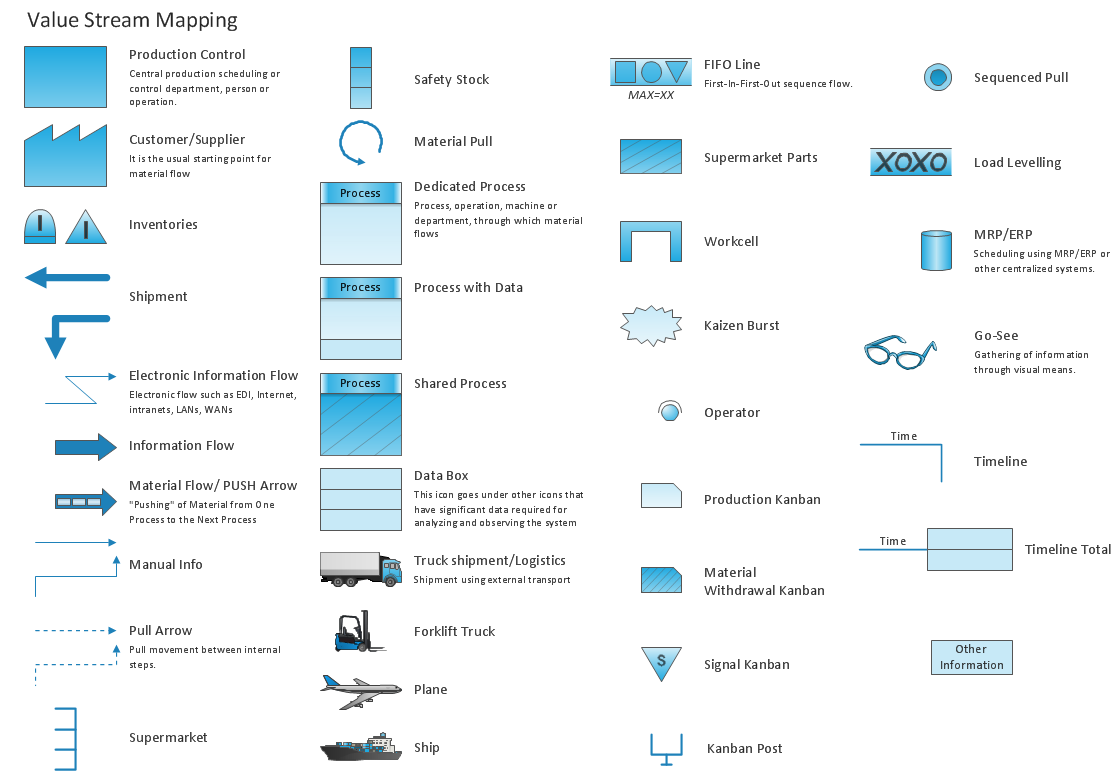 Value Stream Mapping
Production Control
Central production scheduling or
control department, person or
operation.
Customer/Supplier
It is the usual starting point for
material flow
I
I
Inventories
Shipment
Electronic Information Flow
Electronic flow such as EDI, Internet,
intranets, LANs, WANs
Information Flow
Material Flow/ PUSH Arrow
"Pushing" of Material from One
Process to the Next Process
Manual Info
Pull Arrow
Pull movement between internal
steps.
Supermarket
Safety Stock
Material Pull
Process
Dedicated Process
Process, operation, machine or
department, through which material
flows
Process
Process with Data
Process
Shared Process
Data Box
This icon goes under other icons that
have significant data required for
analyzing and observing the system
Truck shipment/Logistics
Shipment using external transport
Forklift Truck
Plane
Ship
MAX=XX
FIFO Line
First-In-First-Out sequence flow.
Supermarket Parts
Workcell
Kaizen Burst
Operator
Production Kanban
Material
Withdrawal Kanban
S
Signal Kanban
Kanban Post
Sequenced Pull
XOXO
Load Levelling
MRP/ERP
Scheduling using MRP/ERP or
other centralized systems.
Go-See
Gathering of information
through visual means.
Time
Timeline
Time
Timeline Total
Other
Information